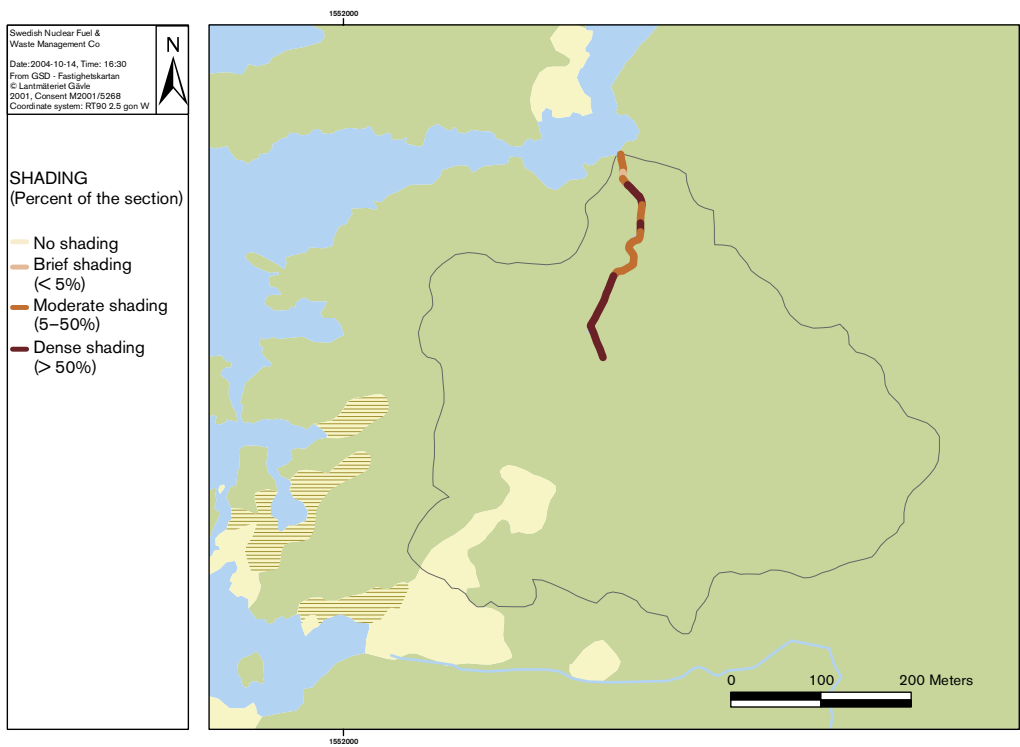 1552000
Swedish Nuclear Fuel &
Waste Management Co
N
Date:2004-10-14, Time: 16:30
From GSD - Fastighetskartan
© Lantmäteriet Gävle
2001, Consent M2001/5268
Coordinate system: RT90 2.5 gon W
SHADING
(Percent of the section)
No shading
Brief shading
(< 5%)
Moderate shading
(5–50%)
Dense shading
(> 50%)
0 100 200 Meters
1552000